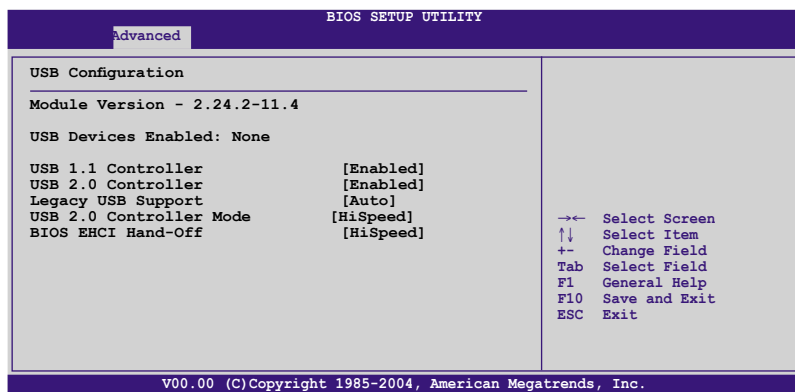 BIOS SETUP UTILITY
Advanced
USB Configuration
Module Version - 2.24.2-11.4
USB Devices Enabled: None
USB 1.1 Controller [Enabled]
USB 2.0 Controller [Enabled]
Legacy USB Support [Auto]
USB 2.0 Controller Mode [HiSpeed]
BIOS EHCI Hand-Off [HiSpeed]
→← Select Screen
↑↓ Select Item
+- Change Field
Tab Select Field
F1 General Help
F10 Save and Exit
ESC Exit
V00.00 (C)Copyright 1985-2004, American Megatrends, Inc.